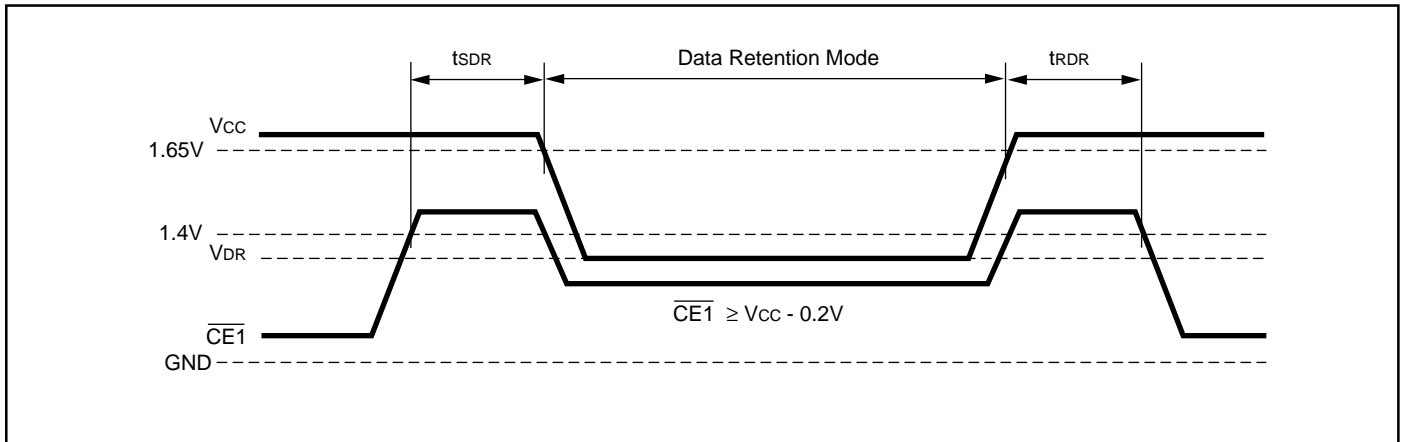 tSDR Data Retention Mode tRDR
VCC
1.65V
1.4V
VDR
CE1 ≥ VCC - 0.2V
CE1
GND